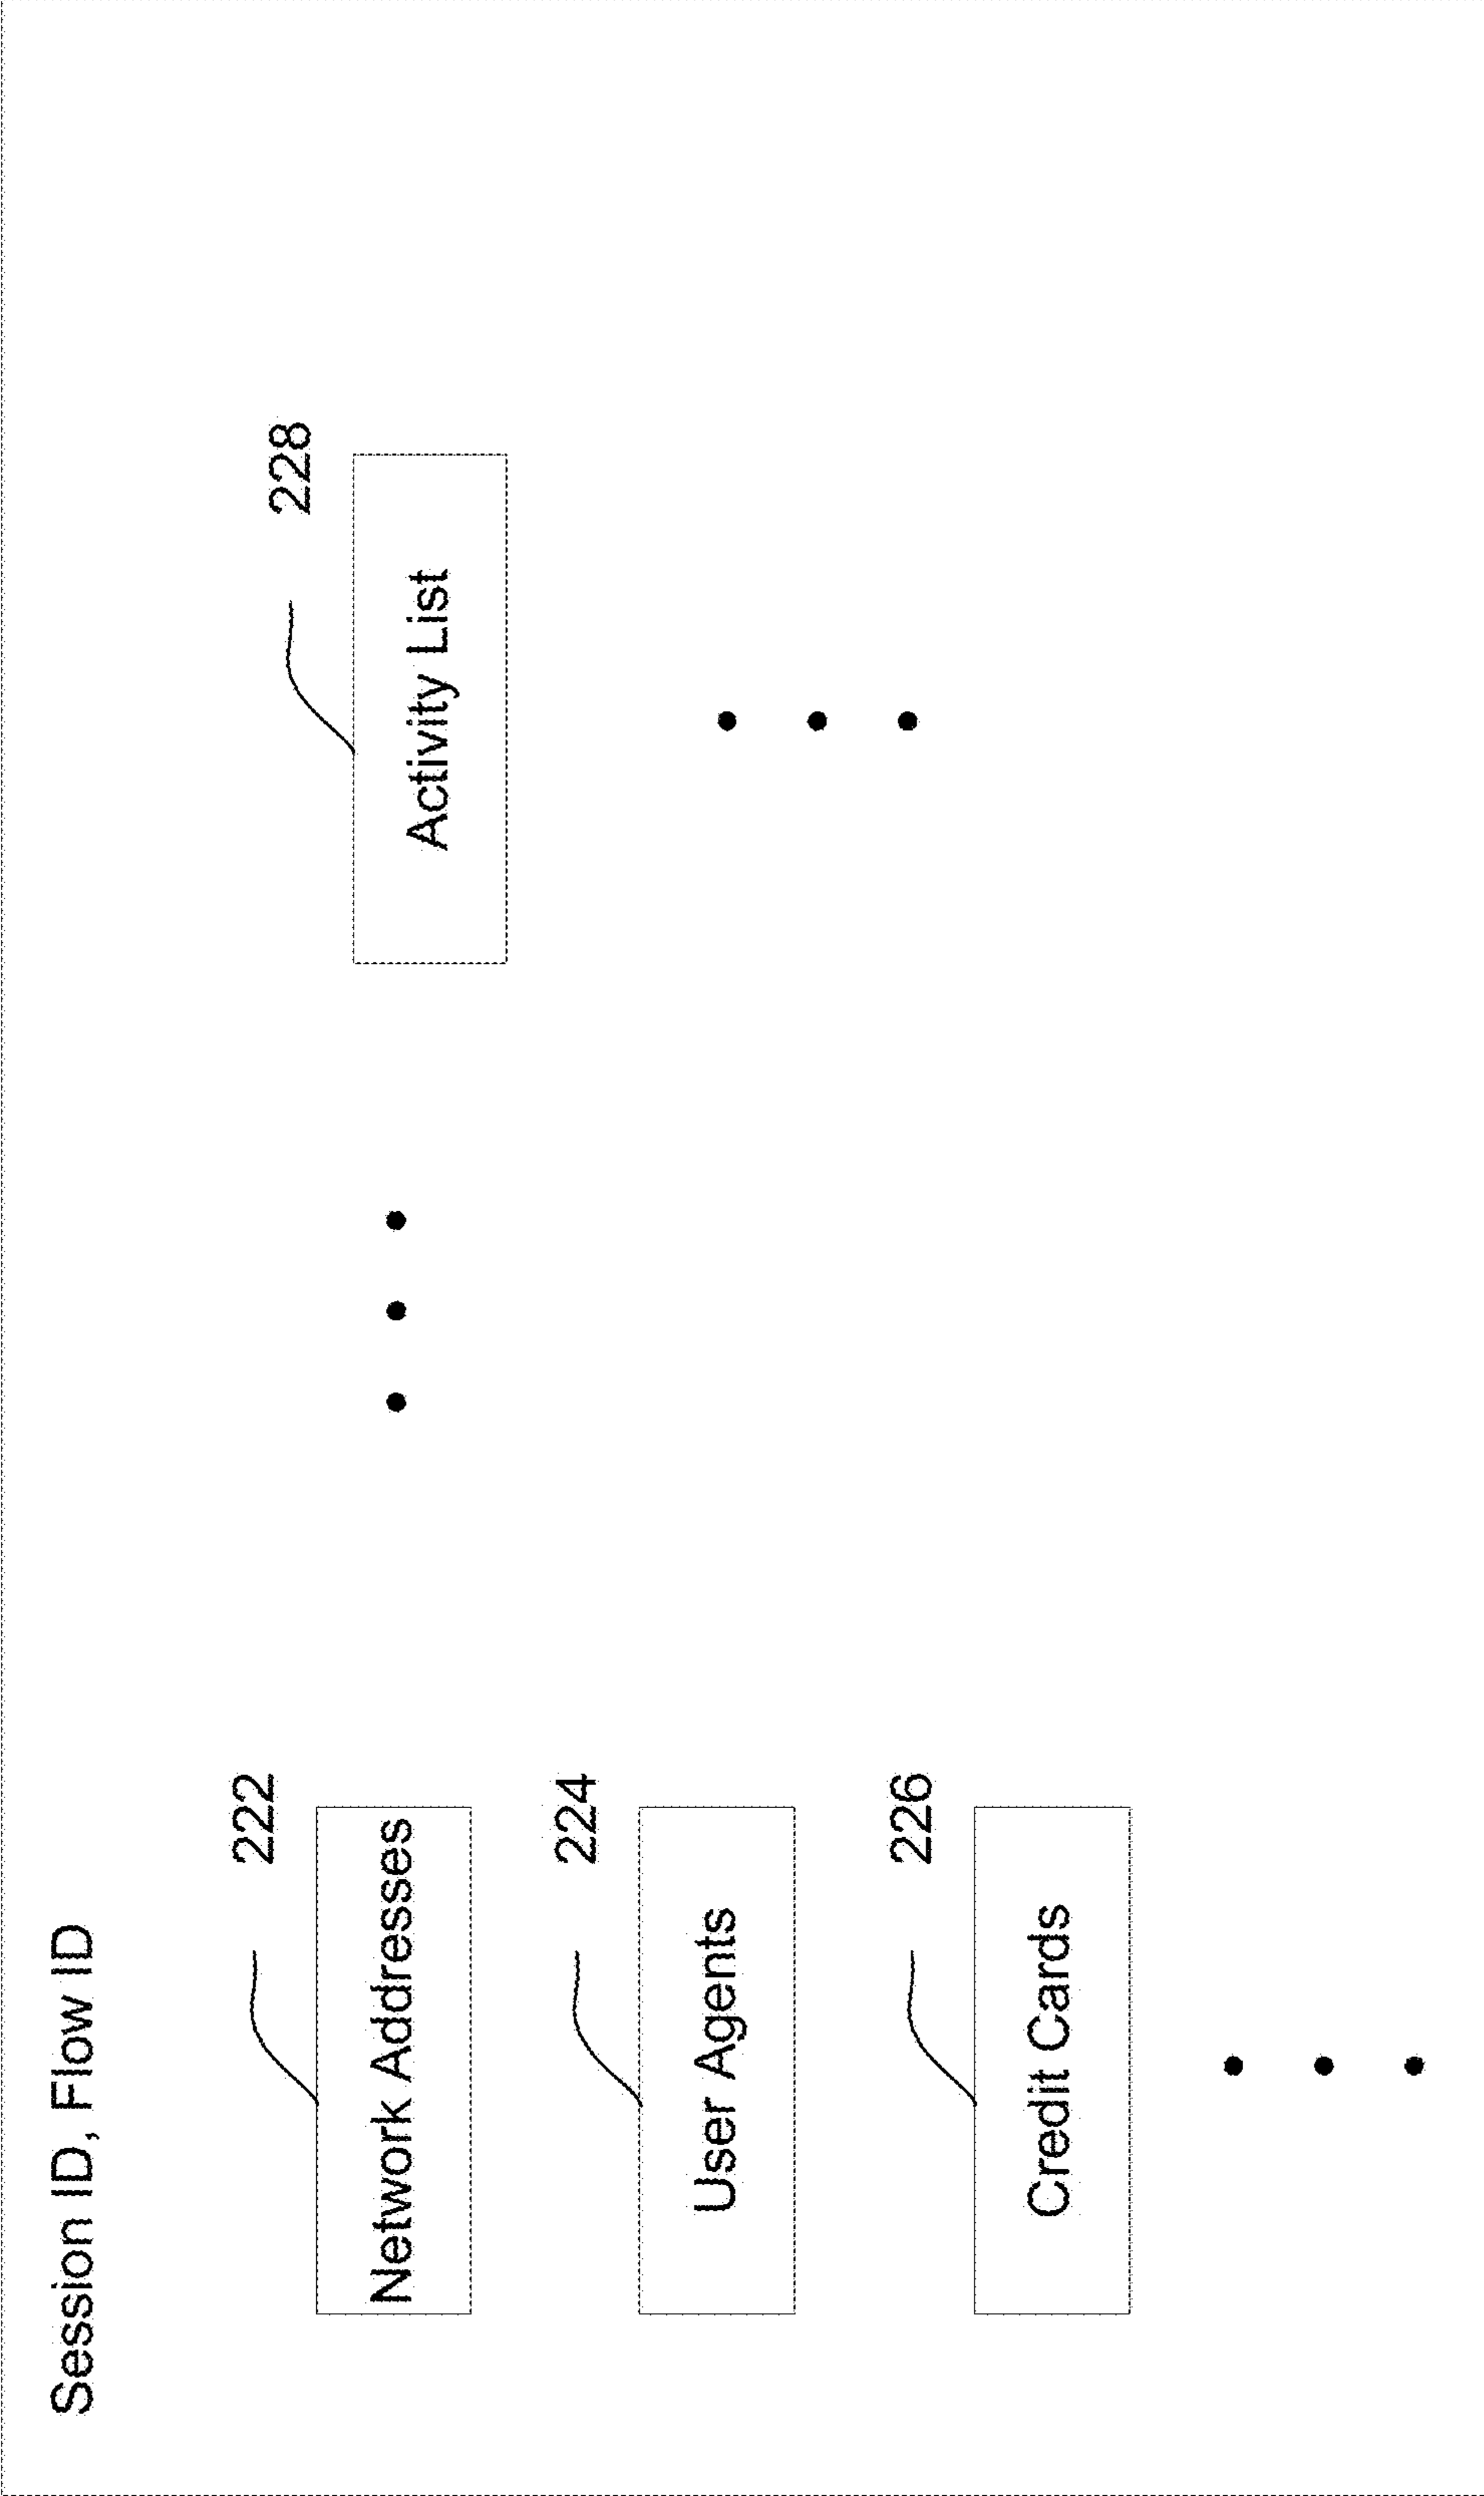 Session ID, Flow ID
222
Network Addresses
228
Activity List
224
User Agents
226
Credit Cards